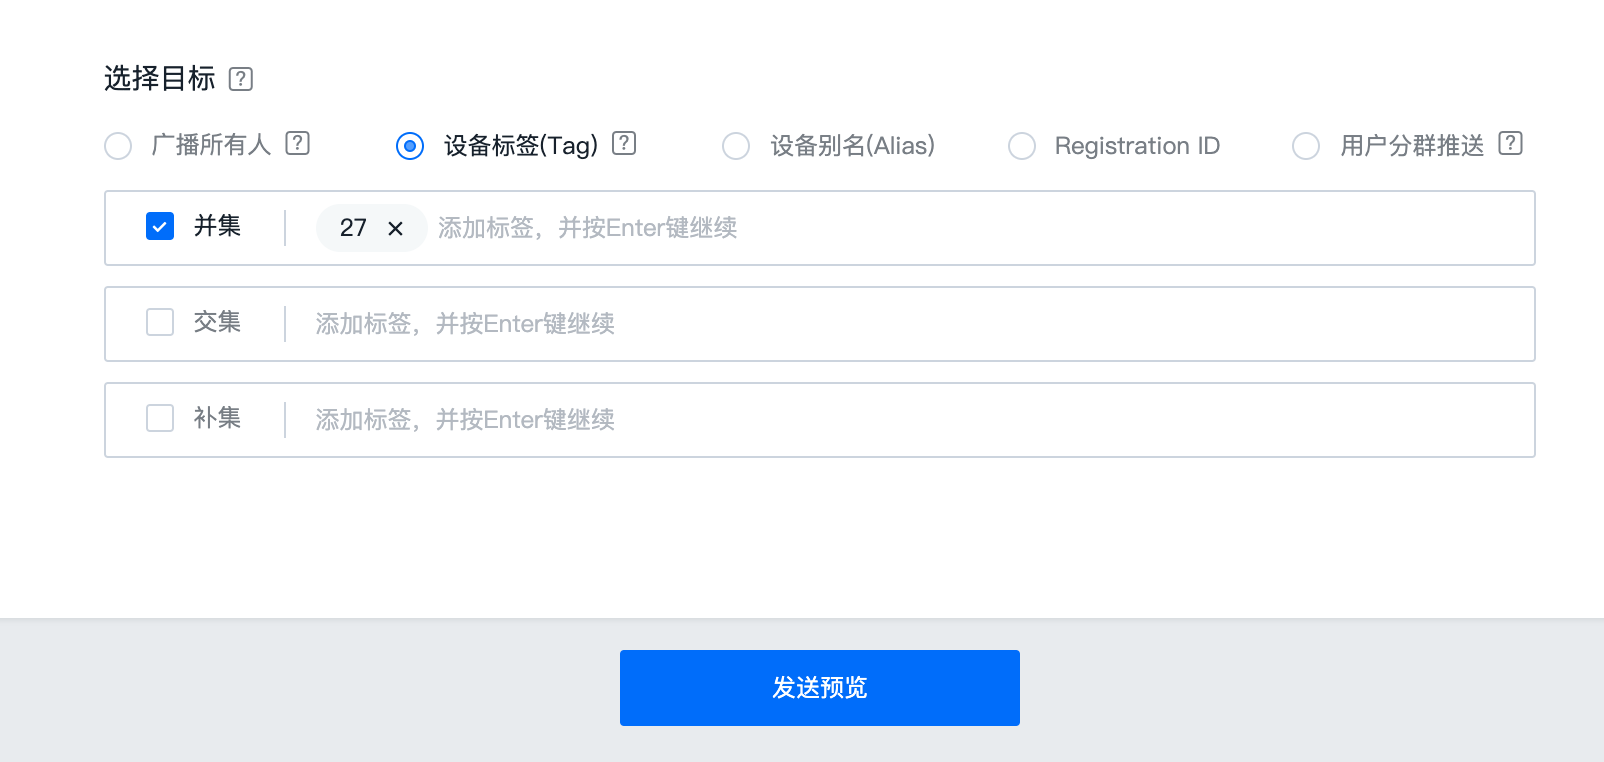 选择目标 ?
广播所有人 ? 设备标签(Tag) ? 设备别名(Alias) Registration ID 用户分群推送 ?
并集 27 × 添加标签，并按Enter键继续
交集 添加标签，并按Enter键继续
补集 添加标签，并按Enter键继续
发送预览